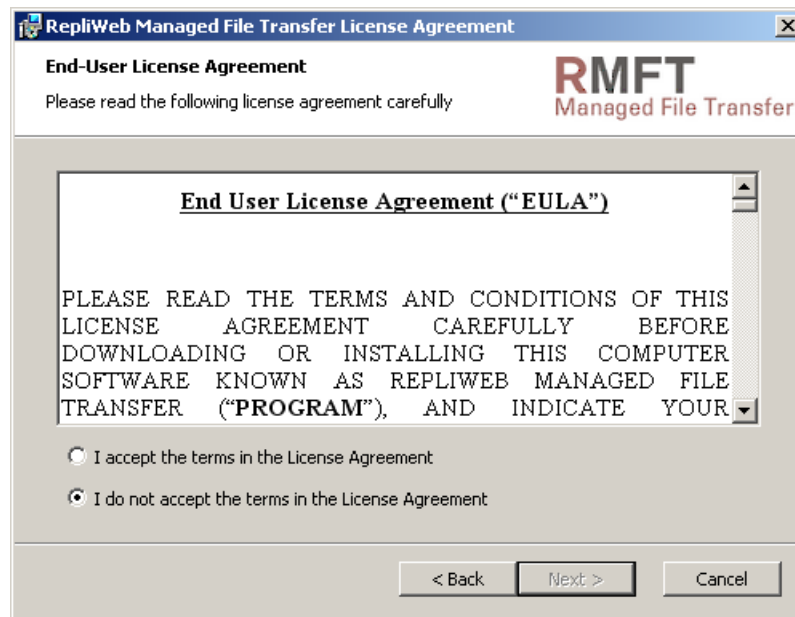 RepliWeb Managed File Transfer License Agreement
End-User License Agreement
Please read the following license agreement carefully
RMFT
Managed File Transfer
End User License Agreement (“EULA”)
PLEASE READ THE TERMS AND CONDITIONS OF THIS
LICENSE AGREEMENT CAREFULLY BEFORE
DOWNLOADING OR INSTALLING THIS COMPUTER
SOFTWARE KNOWN AS REPLIWEB MANAGED FILE
TRANSFER (“PROGRAM”), AND INDICATE YOUR
I accept the terms in the License Agreement
I do not accept the terms in the License Agreement
< Back
Next >
Cancel